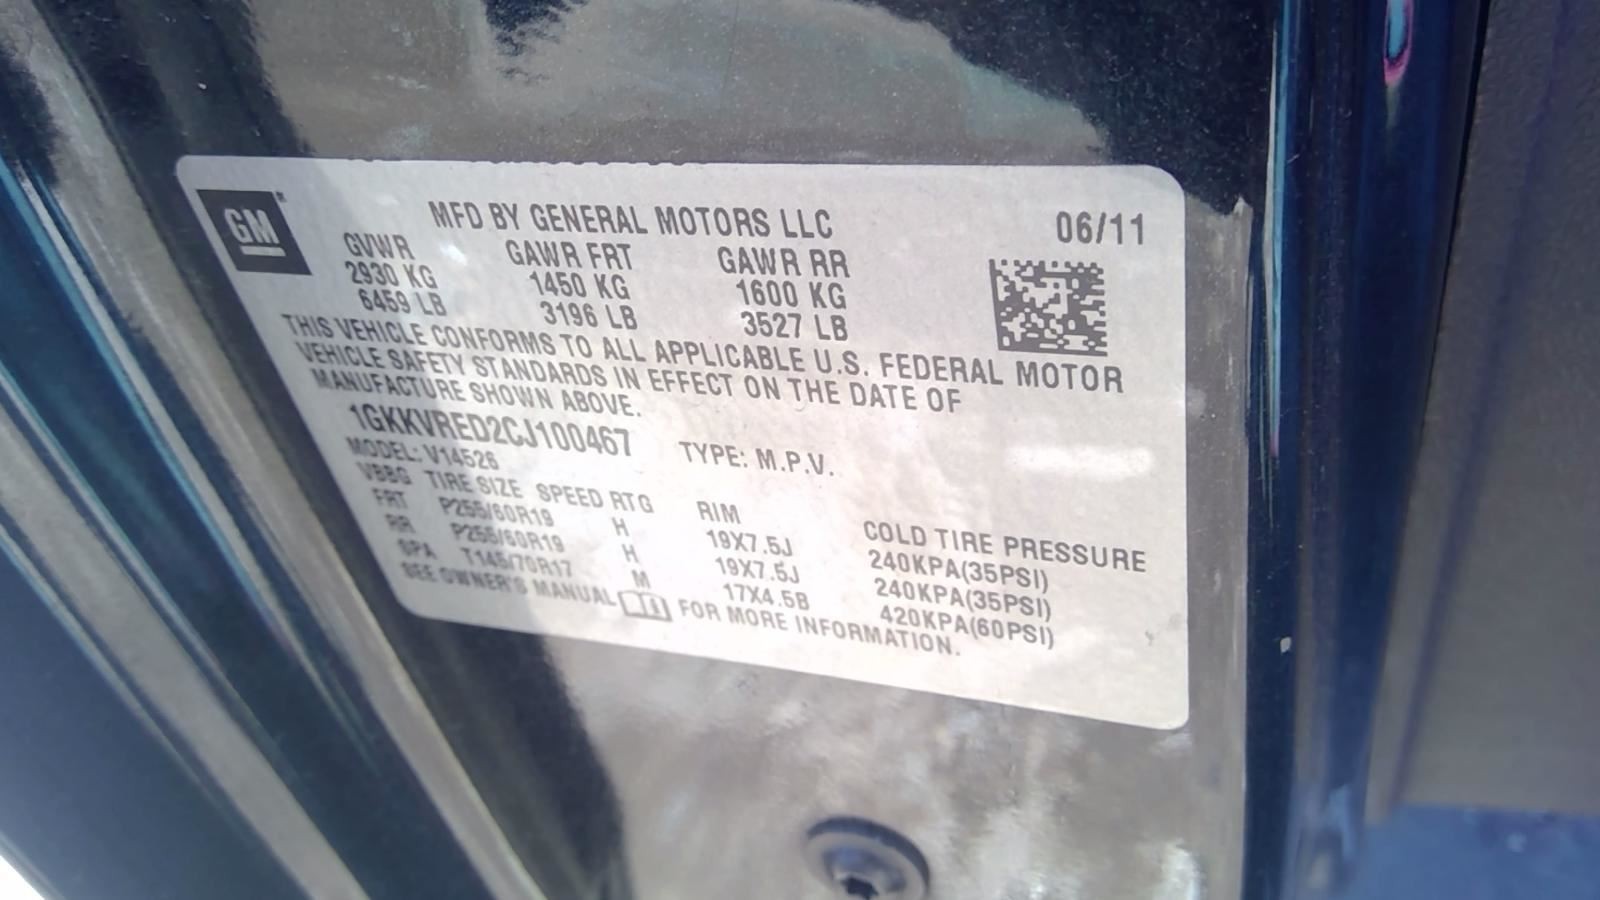 GM
MFD BY GENERAL MOTORS LLC 06/11
GVWR GAWR FRT GAWR RR
2930 KG 1450 KG 1600 KG
6459 LB 3196 LB 3527 LB
THIS VEHICLE CONFORMS TO ALL APPLICABLE U.S. FEDERAL MOTOR
VEHICLE SAFETY STANDARDS IN EFFECT ON THE DATE OF
MANUFACTURE SHOWN ABOVE.
1GKKVRED2CJ100467 TYPE: M.P.V.
MODEL: V14526
VBBG TIRE SIZE SPEED RTG RIM COLD TIRE PRESSURE
FRT P255/60R19 H 19X7.5J 240KPA(35PSI)
RR P255/60R19 H 19X7.5J 240KPA(35PSI)
SPA T145/70R17 M 17X4.5B 420KPA(60PSI)
SEE OWNER'S MANUAL FOR MORE INFORMATION.